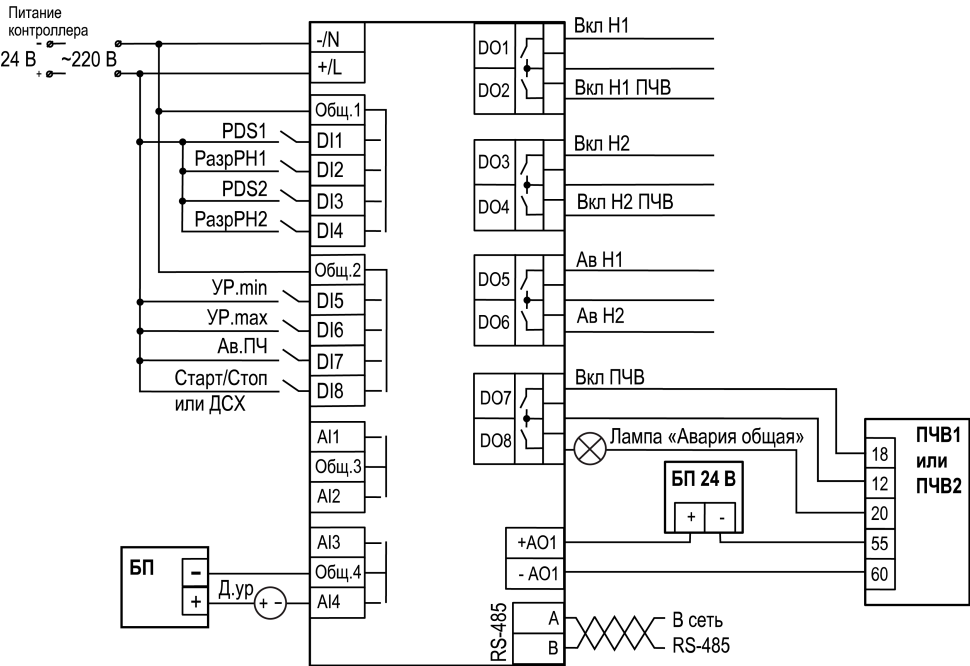 Питание
контроллера
- 24 В + ~220 В
-/N
+/L
Общ.1
PDS1 DI1
РазрРН1 DI2
PDS2 DI3
РазрРН2 DI4
Общ.2
УР.min DI5
УР.max DI6
Ав.ПЧ DI7
Старт/Стоп DI8
или ДСХ
AI1
Общ.3
AI2
AI3
Общ.4
AI4
БП
-
+
Д.ур
+ -
DO1 Вкл Н1
DO2 Вкл Н1 ПЧВ
DO3 Вкл Н2
DO4 Вкл Н2 ПЧВ
DO5 Ав Н1
DO6 Ав Н2
DO7 Вкл ПЧВ
DO8 Лампа «Авария общая»
БП 24 В
+ -
+AO1
- AO1
RS-485
A
B
В сеть
RS-485
ПЧВ1
или
ПЧВ2
18
12
20
55
60